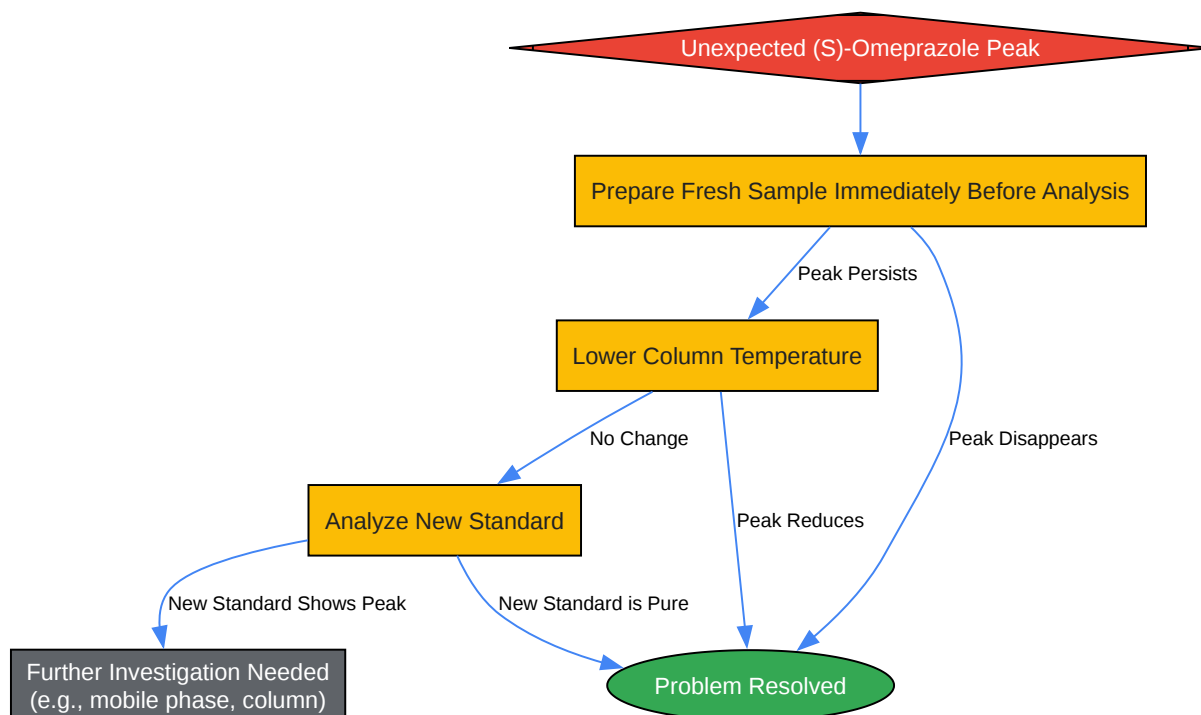 Unexpected (S)-Omeprazole Peak
Prepare Fresh Sample Immediately Before Analysis
Peak Persists
Lower Column Temperature
No Change
Peak Disappears
Analyze New Standard
Peak Reduces
New Standard Shows Peak
New Standard is Pure
Further Investigation Needed
(e.g., mobile phase, column)
Problem Resolved